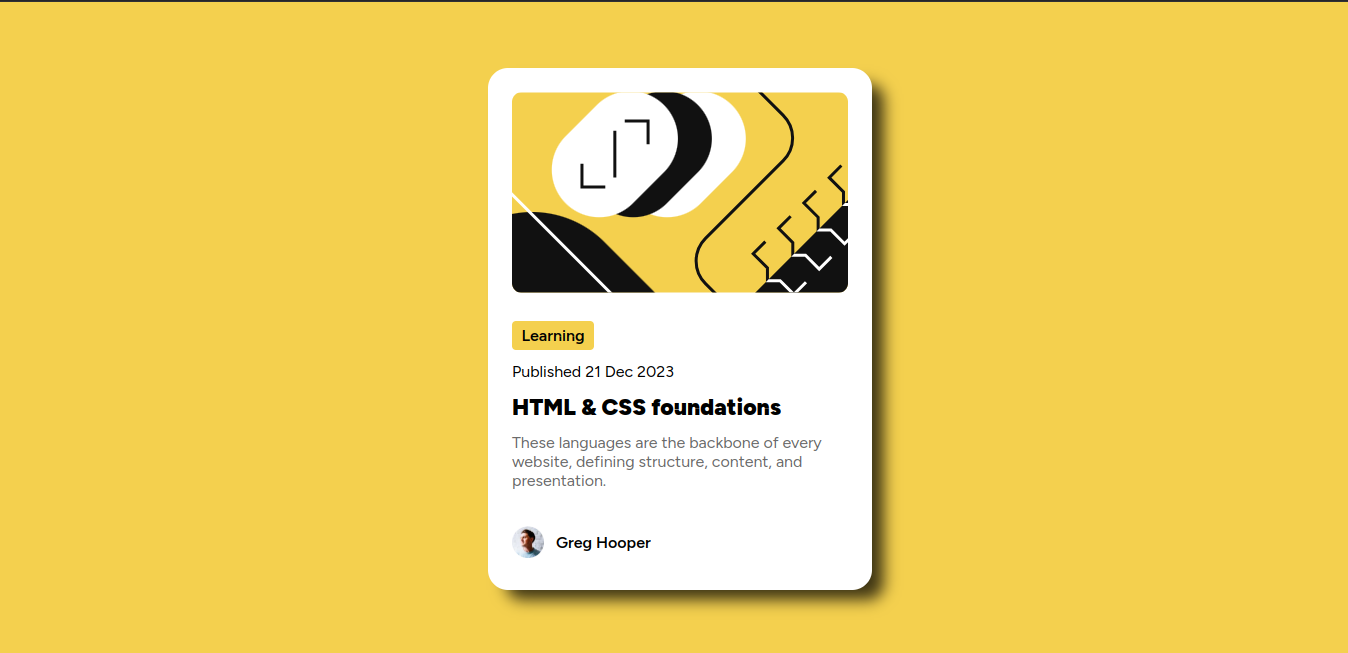 Learning
Published 21 Dec 2023
HTML & CSS foundations
These languages are the backbone of every
website, defining structure, content, and
presentation.
Greg Hooper